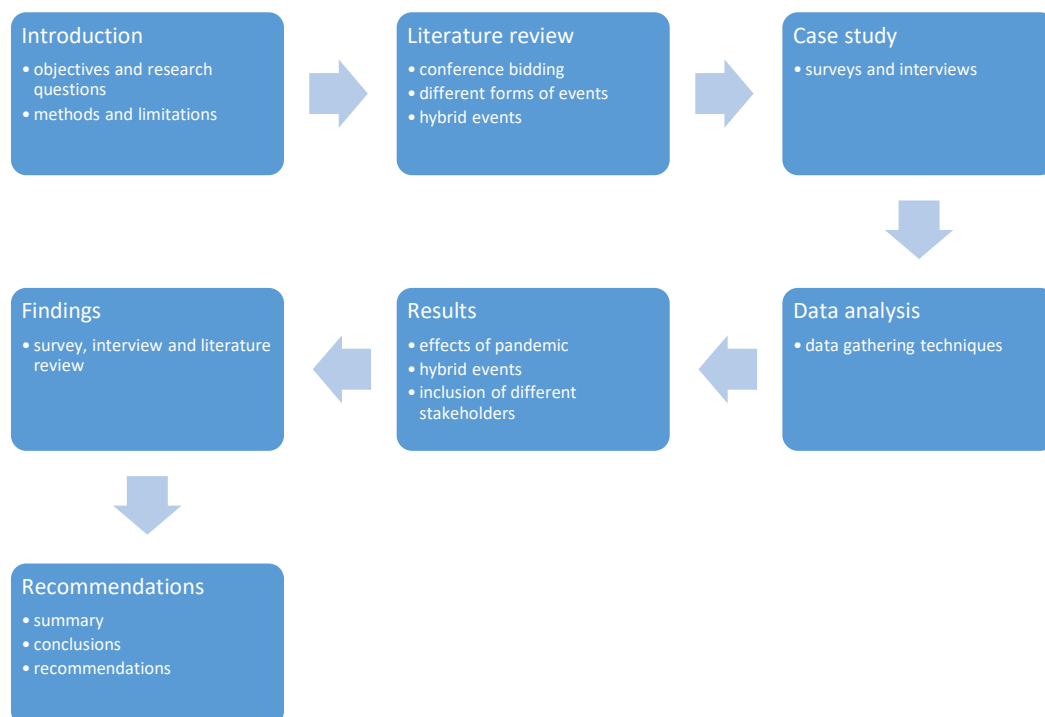 Introduction
• objectives and research
questions
• methods and limitations
Literature review
• conference bidding
• different forms of events
• hybrid events
Case study
• surveys and interviews
Data analysis
• data gathering techniques
Results
• effects of pandemic
• hybrid events
• inclusion of different
stakeholders
Findings
• survey, interview and literature
review
Recommendations
• summary
• conclusions
• recommendations